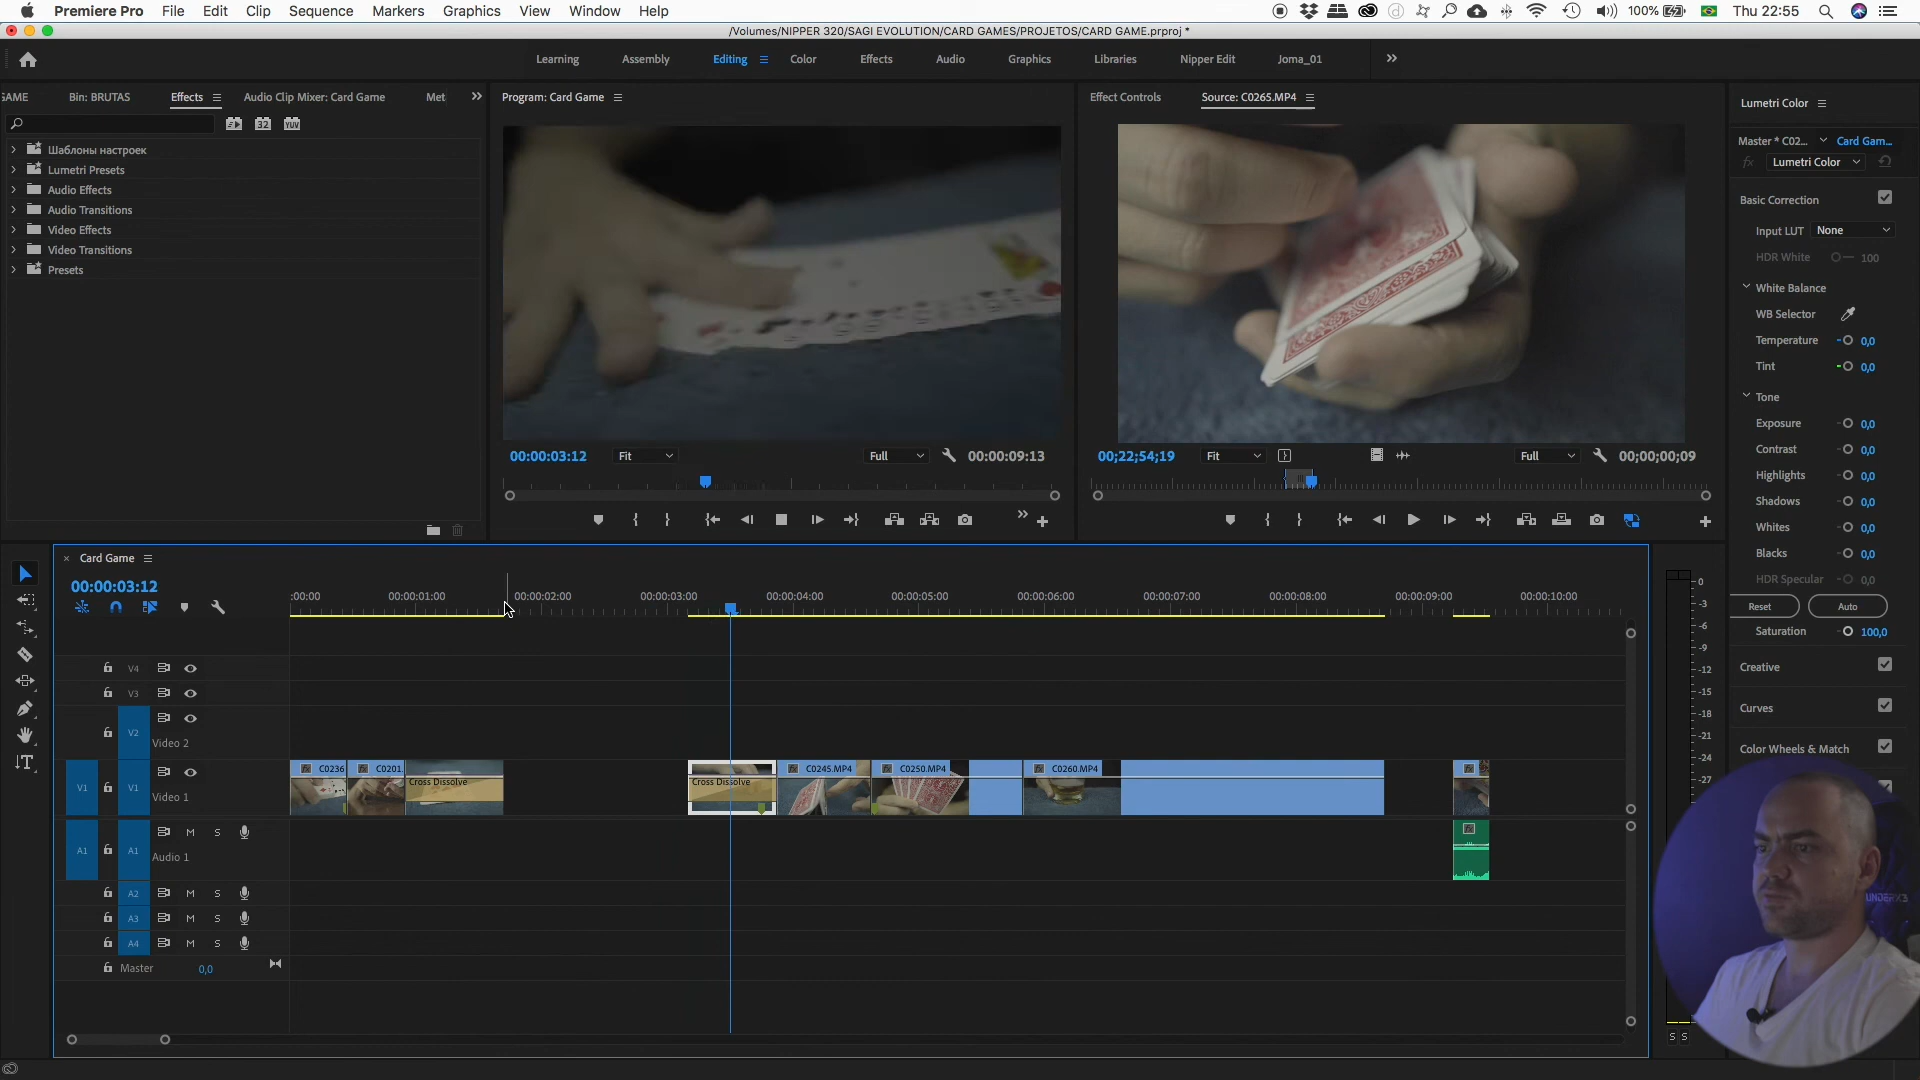 Premiere Pro File Edit Clip Sequence Markers Graphics View Window Help 100% Thu 22:55
/Volumes/NIPPER 320/SAGI EVOLUTION/CARD GAMES/PROJETOS/CARD GAME.prproj *
Learning Assembly Editing Color Effects Audio Graphics Libraries Nipper Edit Joma_01
GAME Bin: BRUTAS Effects Audio Clip Mixer: Card Game Met
Program: Card Game
Effect Controls Source: C0265.MP4
Lumetri Color
32 YUV
Шаблоны настроек
Lumetri Presets
Audio Effects
Audio Transitions
Video Effects
Video Transitions
Presets
00:00:03:12 Fit Full 00:00:09:13
00;22;54;19 Fit Full 00;00;00;09
Master * C02... Card Gam...
fx Lumetri Color
Basic Correction
Input LUT None
HDR White 100
White Balance
WB Selector
Temperature 0,0
Tint 0,0
Tone
Exposure 0,0
Contrast 0,0
Highlights 0,0
Shadows 0,0
Whites 0,0
Blacks 0,0
HDR Specular 0,0
Reset Auto
Saturation 100,0
Creative
Curves
Color Wheels & Match
× Card Game
00:00:03:12
:00:00 00:00:01:00 00:00:02:00 00:00:03:00 00:00:04:00 00:00:05:00 00:00:06:00 00:00:07:00 00:00:08:00 00:00:09:00 00:00:10:00
V4
V3
V2 Video 2
V1 V1 Video 1
fx C0236 fx C0201. Cross Dissolve Cross Dissolve fx C0245.MP4 fx C0250.MP4 fx C0260.MP4 fx
A1 A1 M S Audio 1 fx
A2 M S
A3 M S
A4 M S
Master 0,0
0
-3
-6
-9
-12
-15
-18
-21
-24
-27
S S